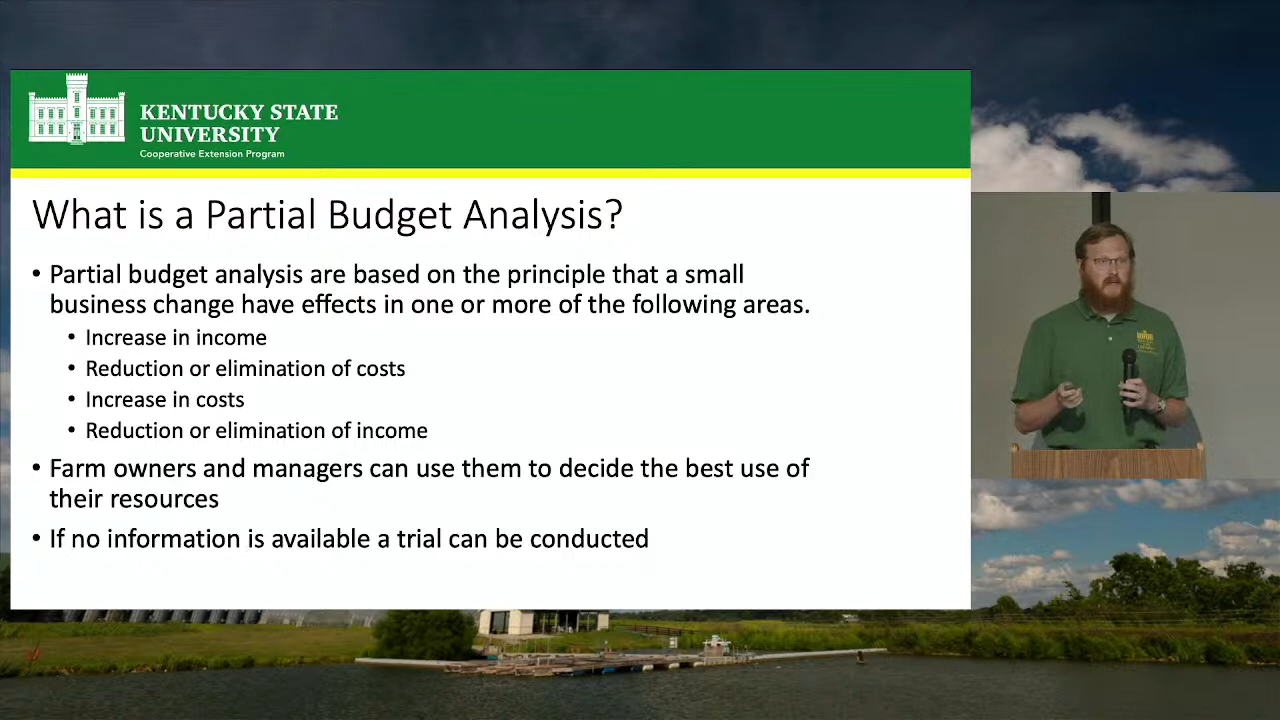 KENTUCKY STATE
UNIVERSITY
Cooperative Extension Program
What is a Partial Budget Analysis?
• Partial budget analysis are based on the principle that a small
business change have effects in one or more of the following areas.
• Increase in income
• Reduction or elimination of costs
• Increase in costs
• Reduction or elimination of income
• Farm owners and managers can use them to decide the best use of
their resources
• If no information is available a trial can be conducted